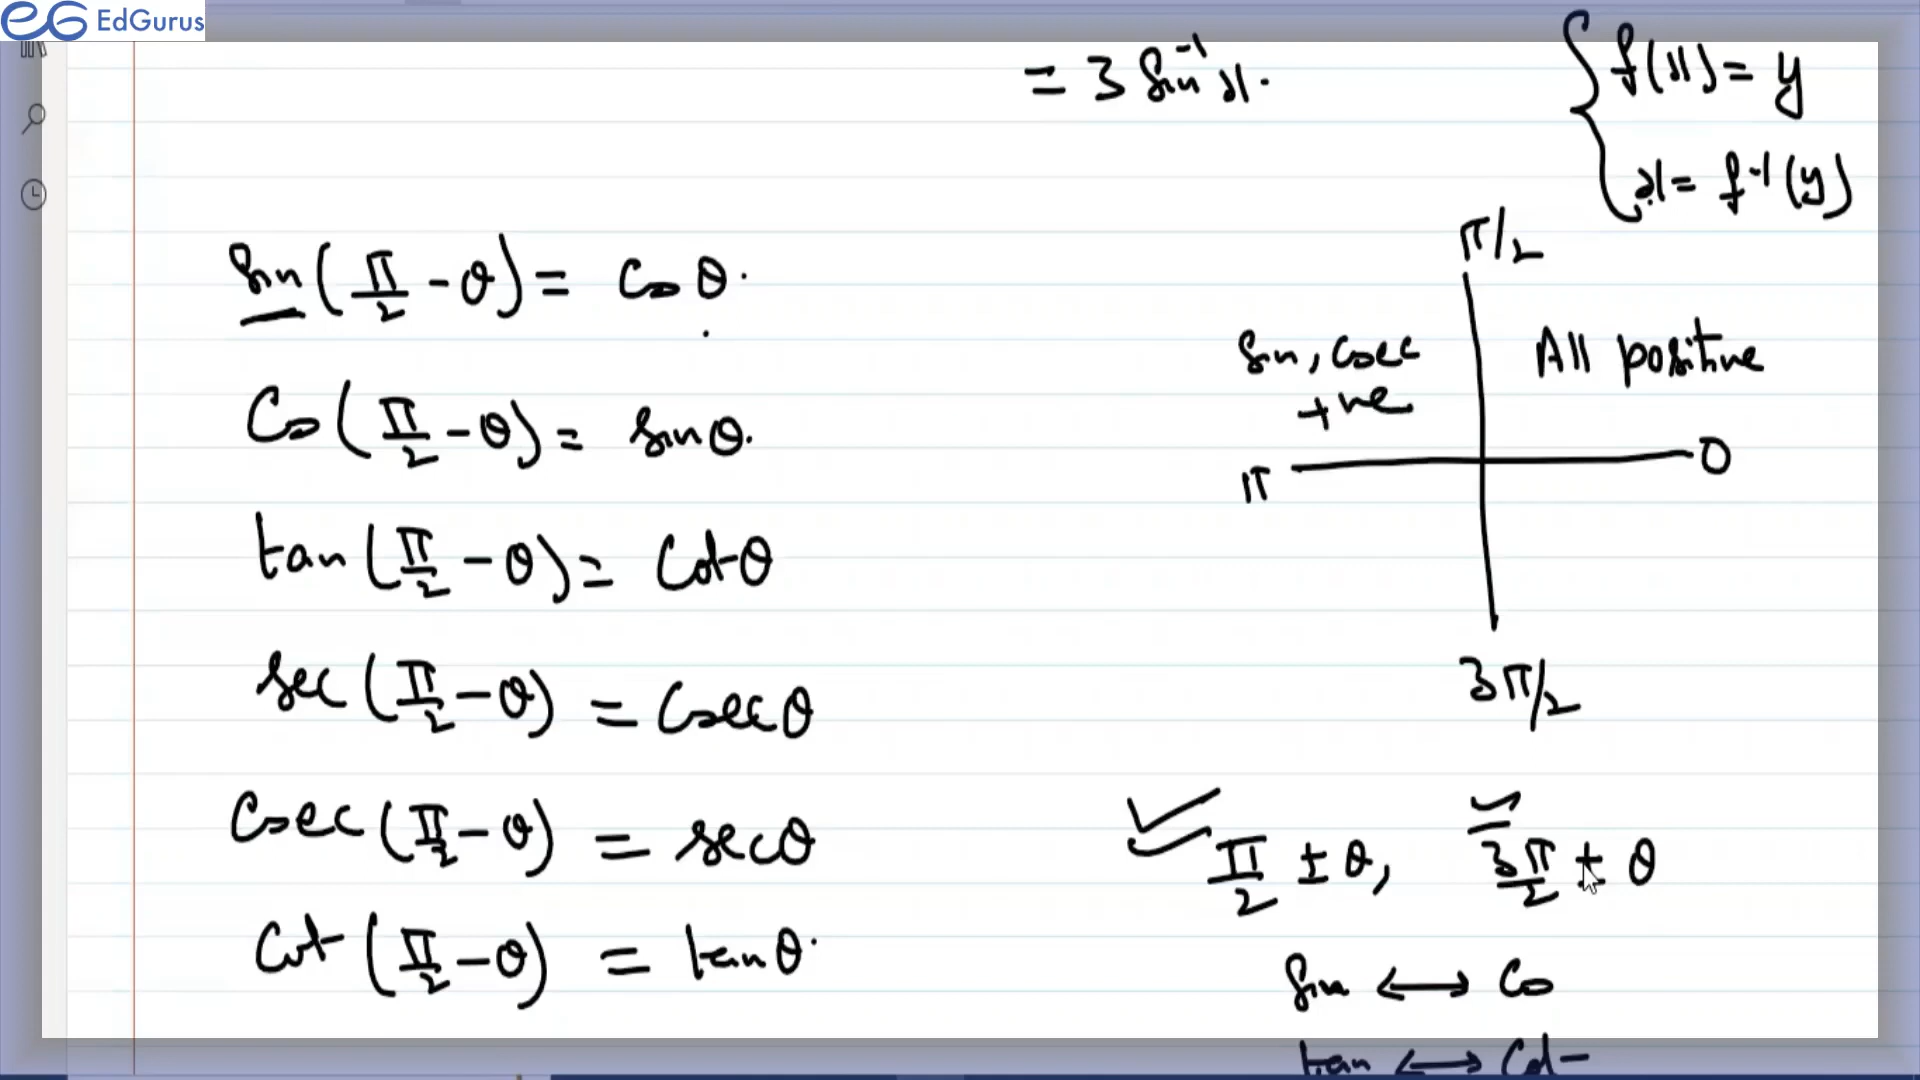 EdGurus
= 3 sin⁻¹x.
f(x) = y
x = f⁻¹(y)
sin(π/2 - θ) = Cos θ.
Cos(π/2 - θ) = sin θ.
tan(π/2 - θ) = Cot θ
sec(π/2 - θ) = Cosec θ
Cosec(π/2 - θ) = sec θ
Cot(π/2 - θ) = tan θ.
π/2
sin, Cosec
+ve
All positive
π
0
3π/2
π/2 ± θ, 3π/2 ± θ
Sin ↔ Cos
tan ↔ Cot